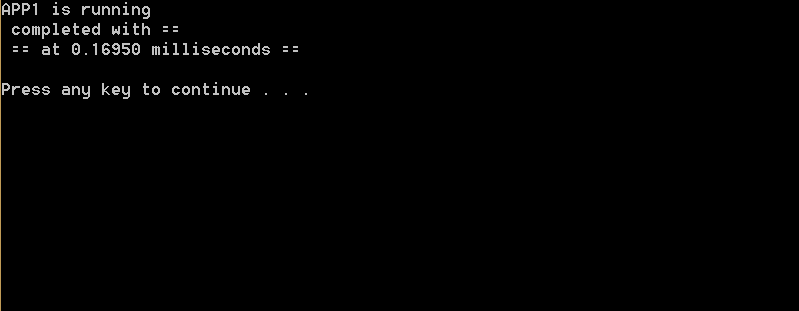 APP1 is running
completed with ==
== at 0.16950 milliseconds ==
Press any key to continue . . .